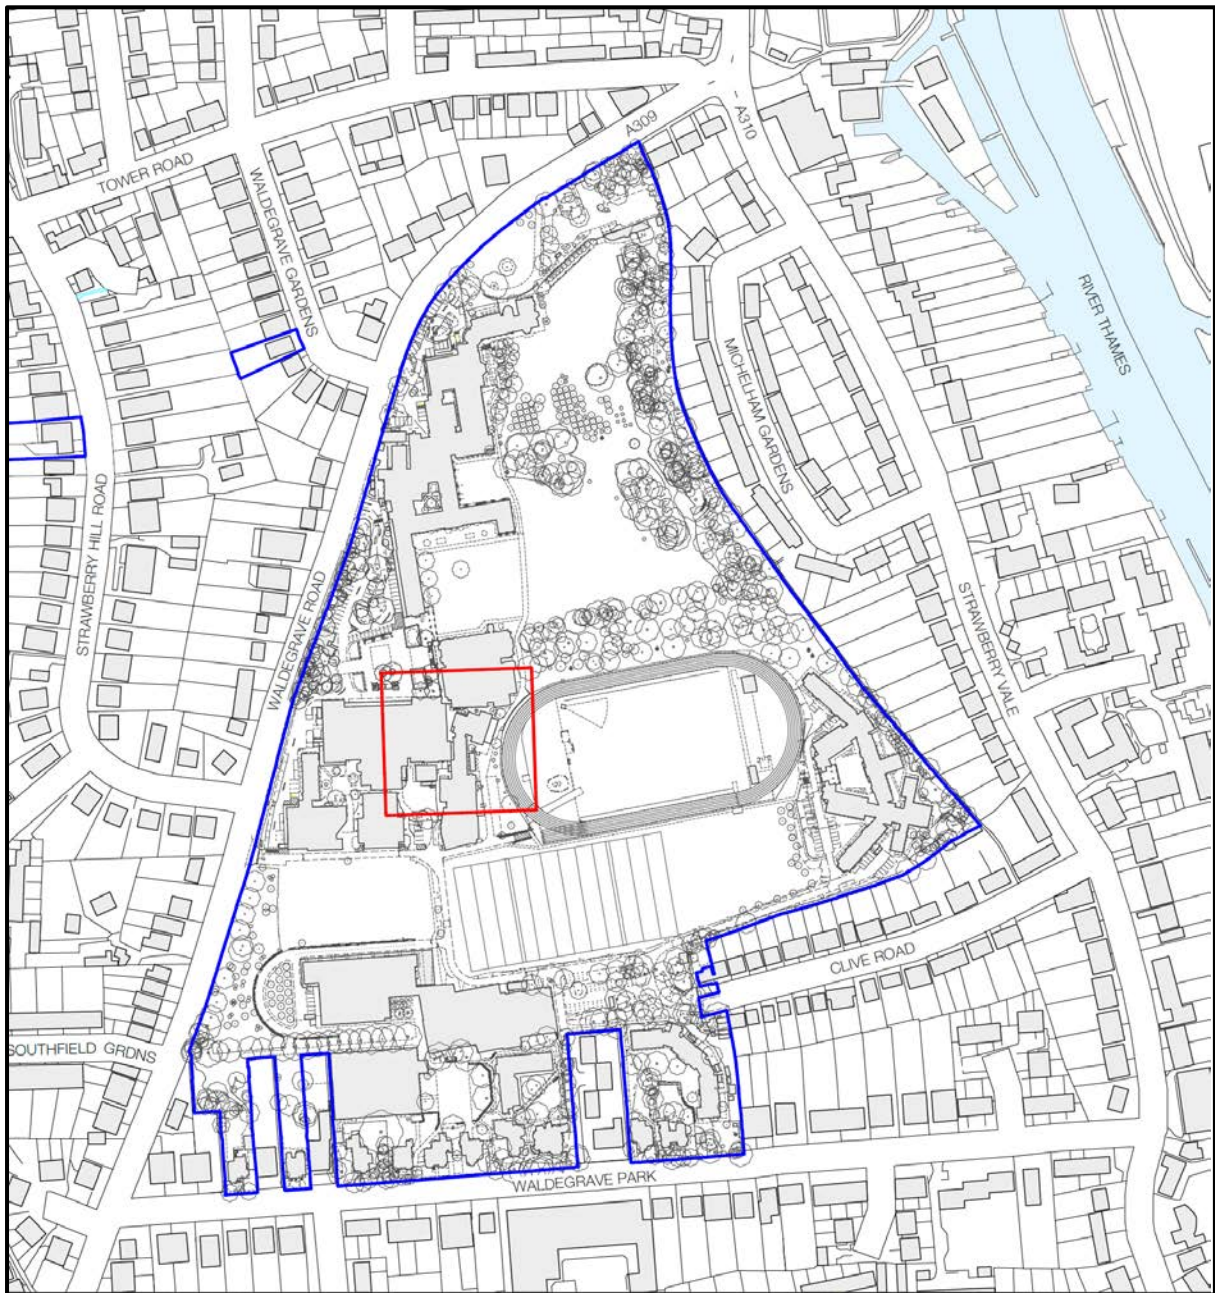 A309
A310
TOWER ROAD
WALDEGRAVE GARDENS
RIVER THAMES
MICHELHAM GARDENS
STRAWBERRY HILL ROAD
WALDEGRAVE ROAD
STRAWBERRY VALE
CLIVE ROAD
SOUTHFIELD GRDNS
WALDEGRAVE PARK